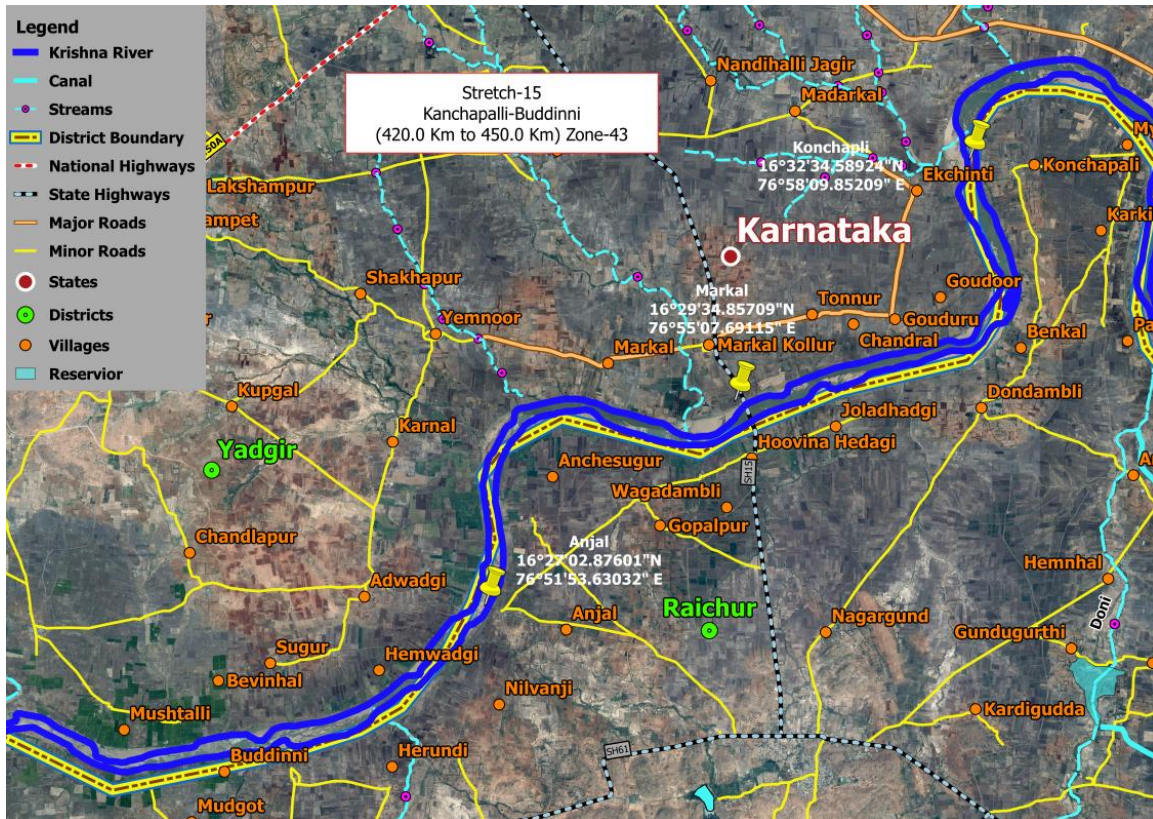 Legend
Krishna River
Canal
Streams
District Boundary
National Highways
State Highways
Major Roads
Minor Roads
States
Districts
Villages
Reservior
Stretch-15
Kanchapalli-Buddinni
(420.0 Km to 450.0 Km) Zone-43
Nandihalli Jagir
Madarkal
Konchapli
16°32'34.58924"N
76°58'09.85209" E
Ekchinti
Konchapali
Lakshampur
Karnataka
Shakhapur
Markal
16°29'34.85709"N
76°55'07.69115" E
Tonnur
Goudoor
Gouduru
Chandral
Benkal
Yemnoor
Markal
Markal Kollur
Kupgal
Karnal
Dondambli
Joladhadgi
Hoovina Hedagi
SH15
Yadgir
Anchesugur
Wagadambli
Gopalpur
Chandlapur
Anjal
16°27'02.87601"N
76°51'53.63032" E
Adwadgi
Hemnhal
Doni
Anjal
Raichur
Nagargund
Gundugurthi
Sugur
Hemwadgi
Bevinhal
Nilvanji
Kardigudda
Mushtalli
Buddinni
Herundi
SH61
Mudgot